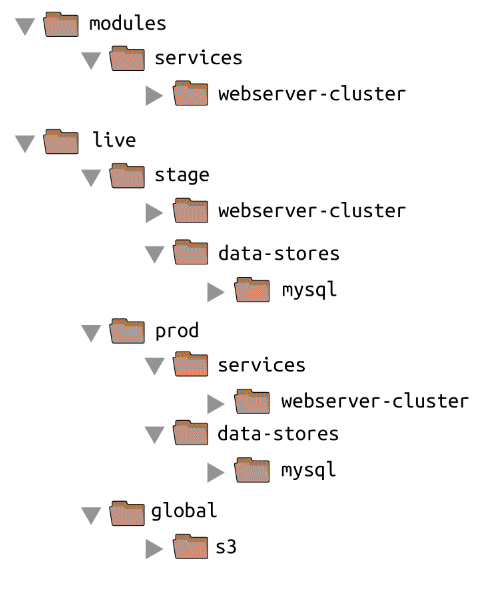 modules
services
webserver-cluster
live
stage
webserver-cluster
data-stores
mysql
prod
services
webserver-cluster
data-stores
mysql
global
s3